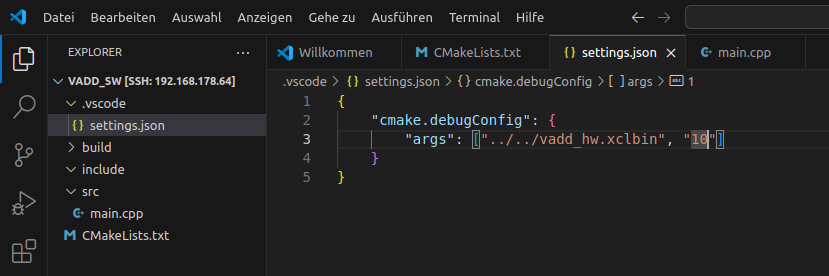 Datei Bearbeiten Auswahl Anzeigen Gehe zu Ausführen Terminal Hilfe
EXPLORER
VADD_SW [SSH: 192.168.178.64]
.vscode
settings.json
build
include
src
main.cpp
CMakeLists.txt
Willkommen CMakeLists.txt settings.json main.cpp
.vscode > settings.json > {} cmake.debugConfig > [ ] args > abc 1
1 {
2 "cmake.debugConfig": {
3 "args": ["../../vadd_hw.xclbin", "10"]
4 }
5 }